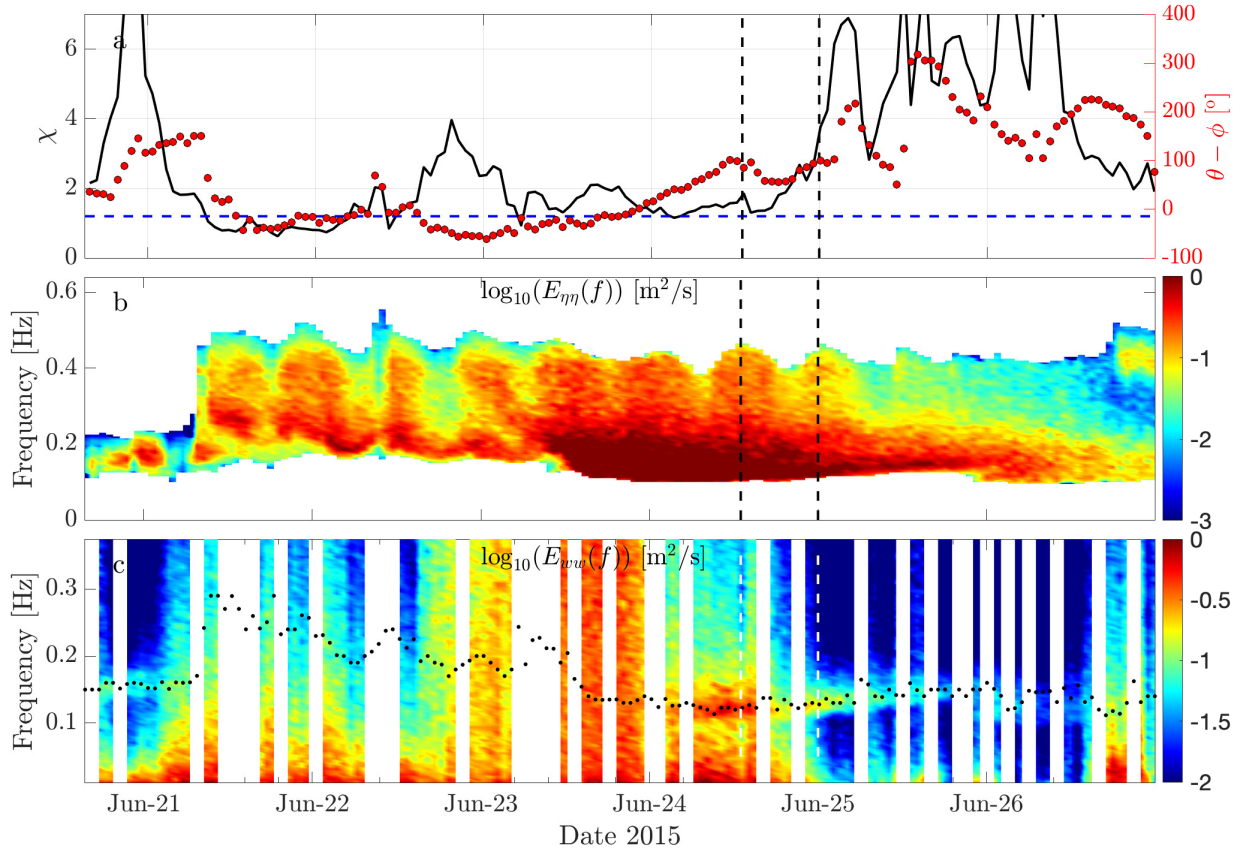 a
6
4
2
0
χ
400
300
200
100
0
-100
θ − ϕ [º]
b
log₁₀(E_ηη(f)) [m²/s]
0.6
0.4
0.2
0
Frequency [Hz]
0
-1
-2
-3
c
log₁₀(E_ww(f)) [m²/s]
0.3
0.2
0.1
Frequency [Hz]
0
-0.5
-1
-1.5
-2
Jun-21 Jun-22 Jun-23 Jun-24 Jun-25 Jun-26
Date 2015